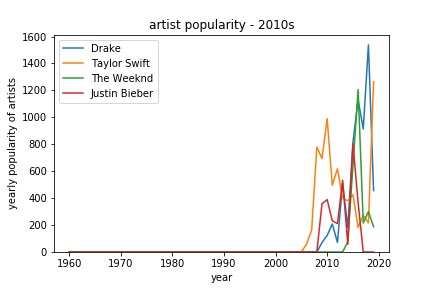 artist popularity - 2010s
1600
1400
1200
1000
800
600
400
200
0
yearly popularity of artists
Drake
Taylor Swift
The Weeknd
Justin Bieber
1960 1970 1980 1990 2000 2010 2020
year